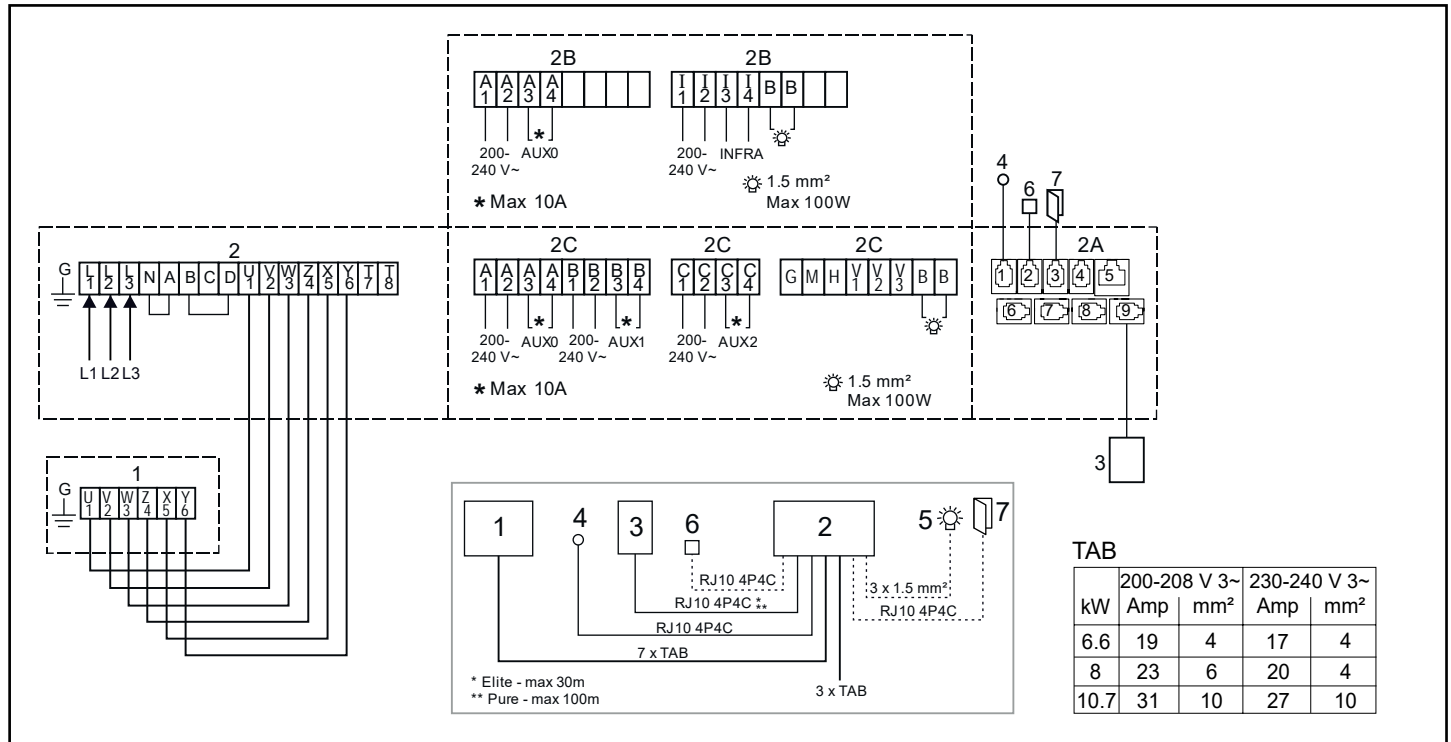 2B 2B
A1 A2 A3 A4
I1 I2 I3 I4 B B
* 
200-240 V~ AUX0
200-240 V~ INFRA
* Max 10A
1.5 mm²
Max 100W
4
6
7
2
G L1 L2 L3 N A B C D U1 V2 W3 Z4 X5 Y6 T7 T8
L1 L2 L3
2C 2C 2C
A1 A2 A3 A4 B1 B2 B3 B4
C1 C2 C3 C4
G M H V1 V2 V3 B B
* * *
200-240 V~ AUX0 200-240 V~ AUX1
200-240 V~ AUX2
* Max 10A
1.5 mm²
Max 100W
2A
1 2 3 4 5
6 7 8 9
3
1
G U1 V2 W3 Z4 X5 Y6
1 4 3 6 2 5 7
RJ10 4P4C
3 x 1.5 mm²
RJ10 4P4C * **
RJ10 4P4C
RJ10 4P4C
7 x TAB
3 x TAB
* Elite - max 30m
** Pure - max 100m
TAB
200-208 V 3~ 230-240 V 3~
kW Amp mm² Amp mm²
6.6 19 4 17 4
8 23 6 20 4
10.7 31 10 27 10